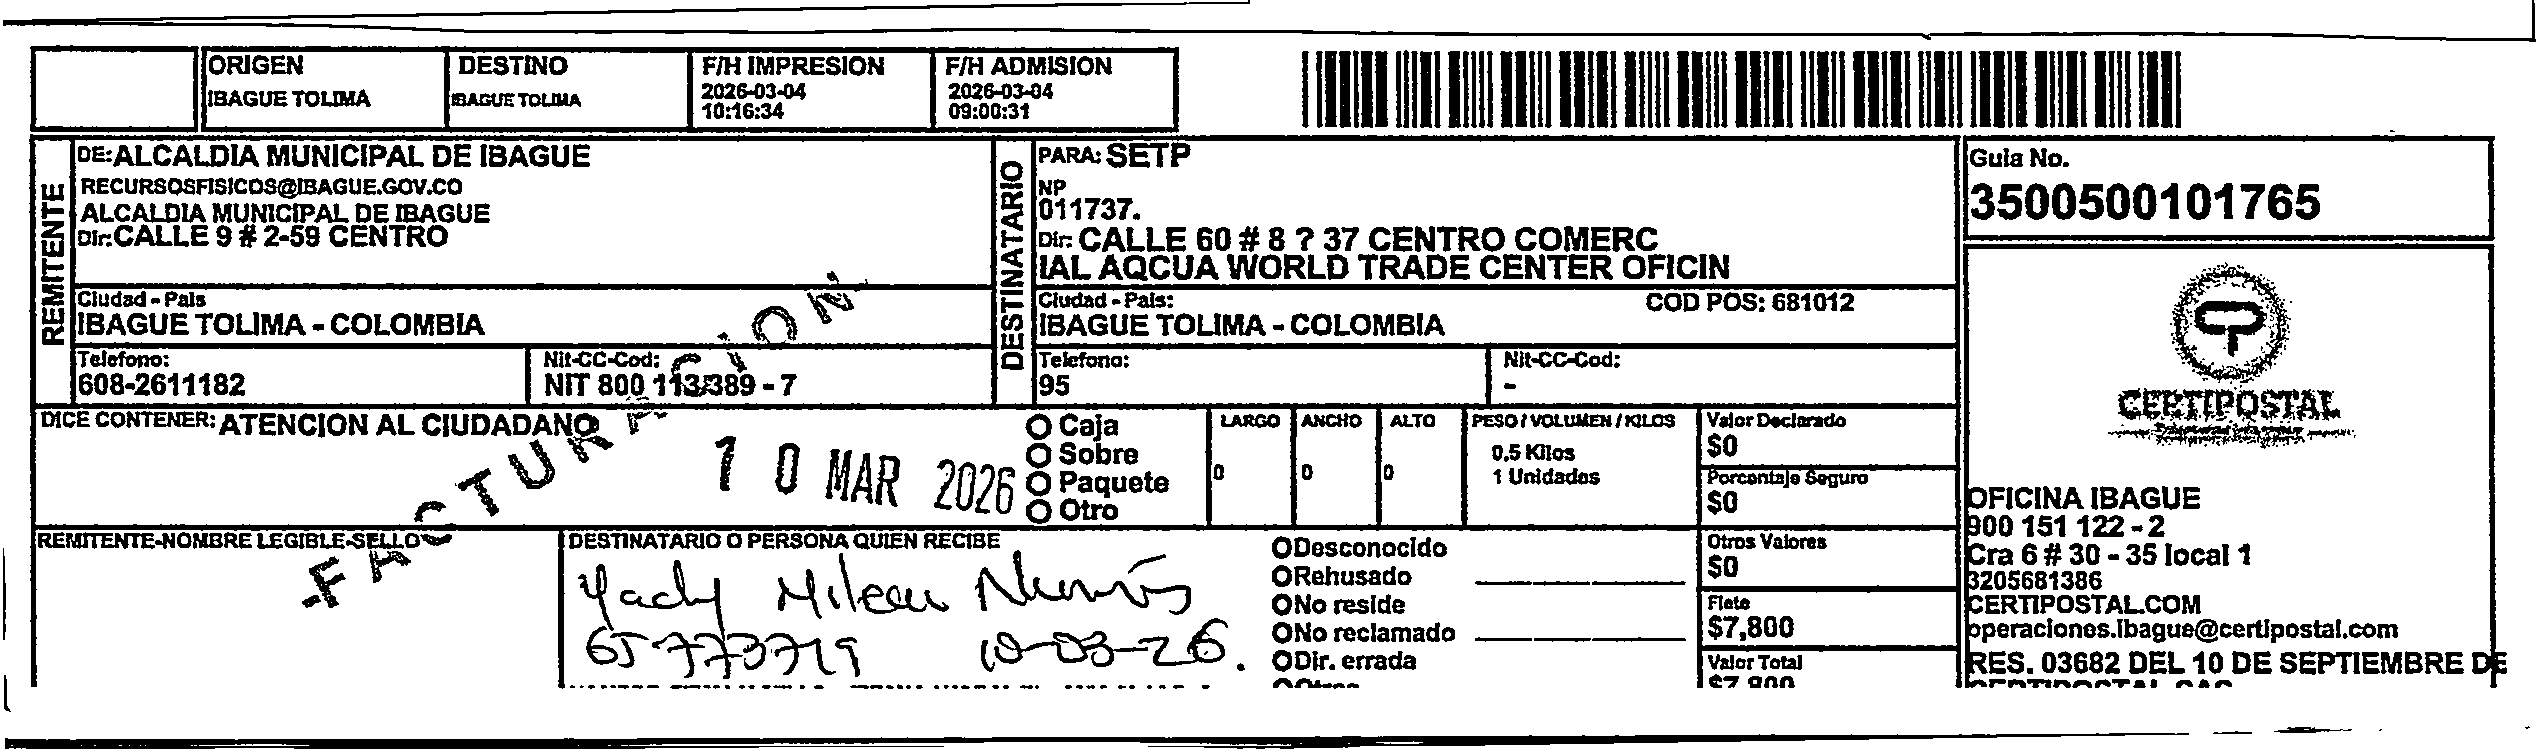 ORIGEN
IBAGUE TOLIMA
DESTINO
IBAGUE TOLIMA
F/H IMPRESION
2026-03-04
10:16:34
F/H ADMISION
2026-03-04
09:00:31
REMITENTE
DE: ALCALDIA MUNICIPAL DE IBAGUE
RECURSOSFISICOS@IBAGUE.GOV.CO
ALCALDIA MUNICIPAL DE IBAGUE
Dir: CALLE 9 # 2-59 CENTRO
Ciudad - Pais
IBAGUE TOLIMA - COLOMBIA
Telefono:
608-2611182
Nit-CC-Cod:
NIT 800 113389 - 7
DESTINATARIO
PARA: SETP
NP
011737.
Dir: CALLE 60 # 8 ? 37 CENTRO COMERC
IAL AQCUA WORLD TRADE CENTER OFICIN
Ciudad - Pais:
COD POS: 681012
IBAGUE TOLIMA - COLOMBIA
Telefono:
95
Nit-CC-Cod:
-
Guia No.
3500500101765
CERTIPOSTAL
OFICINA IBAGUE
900 151 122 - 2
Cra 6 # 30 - 35 local 1
3205681386
CERTIPOSTAL.COM
operaciones.ibague@certipostal.com
RES. 03682 DEL 10 DE SEPTIEMBRE DE
CERTIPOSTAL SAS
DICE CONTENER: ATENCION AL CIUDADANO
FACTURACION
10 MAR 2026
Caja
Sobre
Paquete
Otro
LARGO
0
ANCHO
0
ALTO
0
PESO / VOLUMEN / KILOS
0.5 Kilos
1 Unidades
Valor Declarado
$0
Porcentaje Seguro
$0
Otros Valores
$0
Flete
$7,800
Valor Total
$7,800
REMITENTE-NOMBRE LEGIBLE-SELLO
DESTINATARIO O PERSONA QUIEN RECIBE
Yady Milena
65773719 10-03-26.
Desconocido
Rehusado
No reside
No reclamado
Dir. errada
Otros